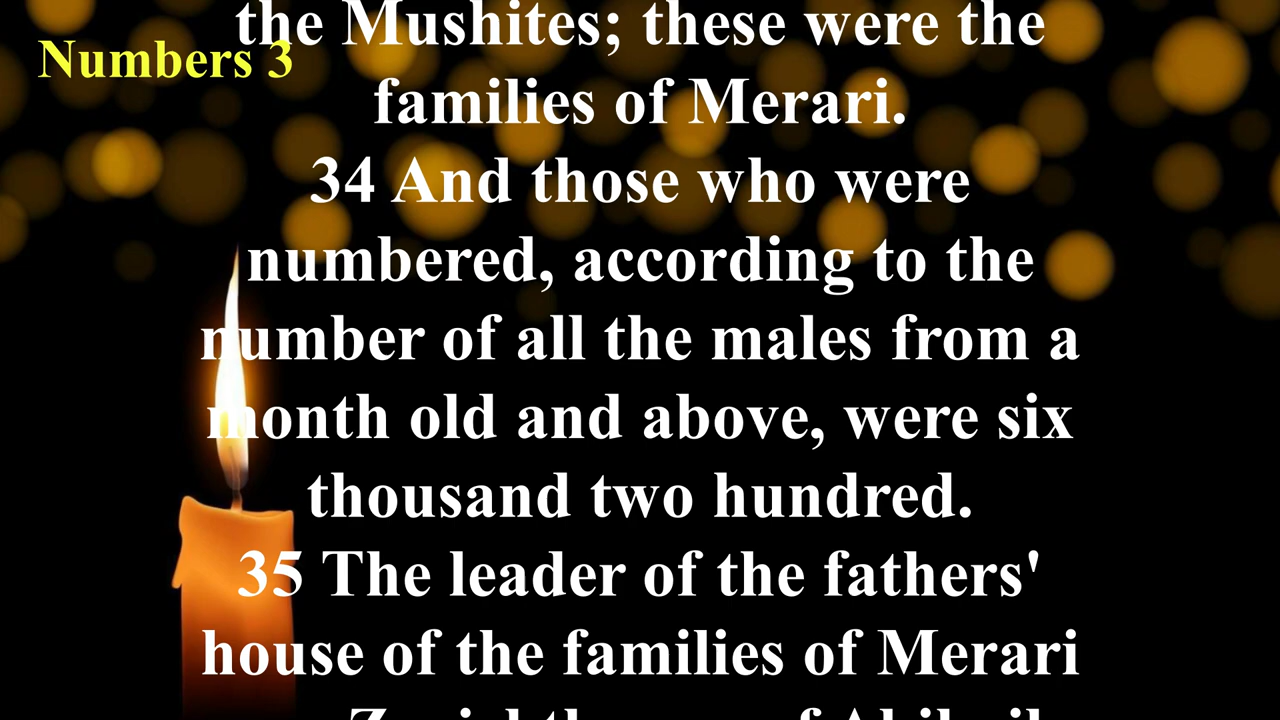 Numbers 3
the Mushites; these were the
families of Merari.
34 And those who were
numbered, according to the
number of all the males from a
month old and above, were six
thousand two hundred.
35 The leader of the fathers'
house of the families of Merari